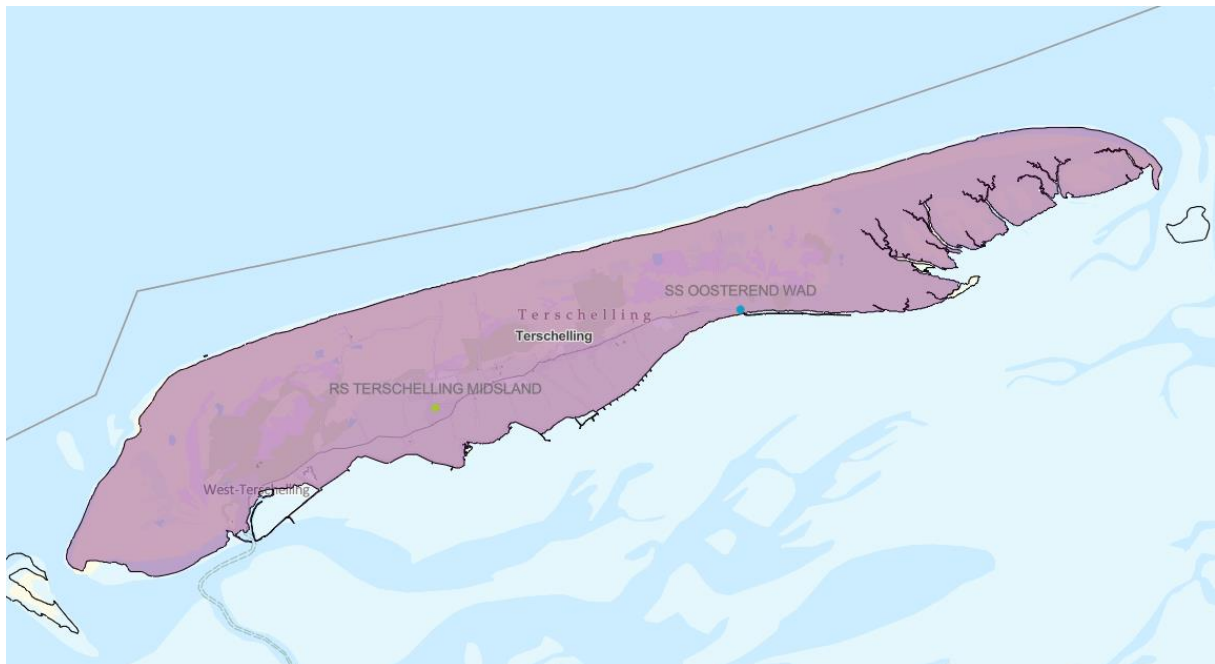 SS OOSTEREND WAD
Terschelling
Terschelling
RS TERSCHELLING MIDSLAND
West-Terschelling